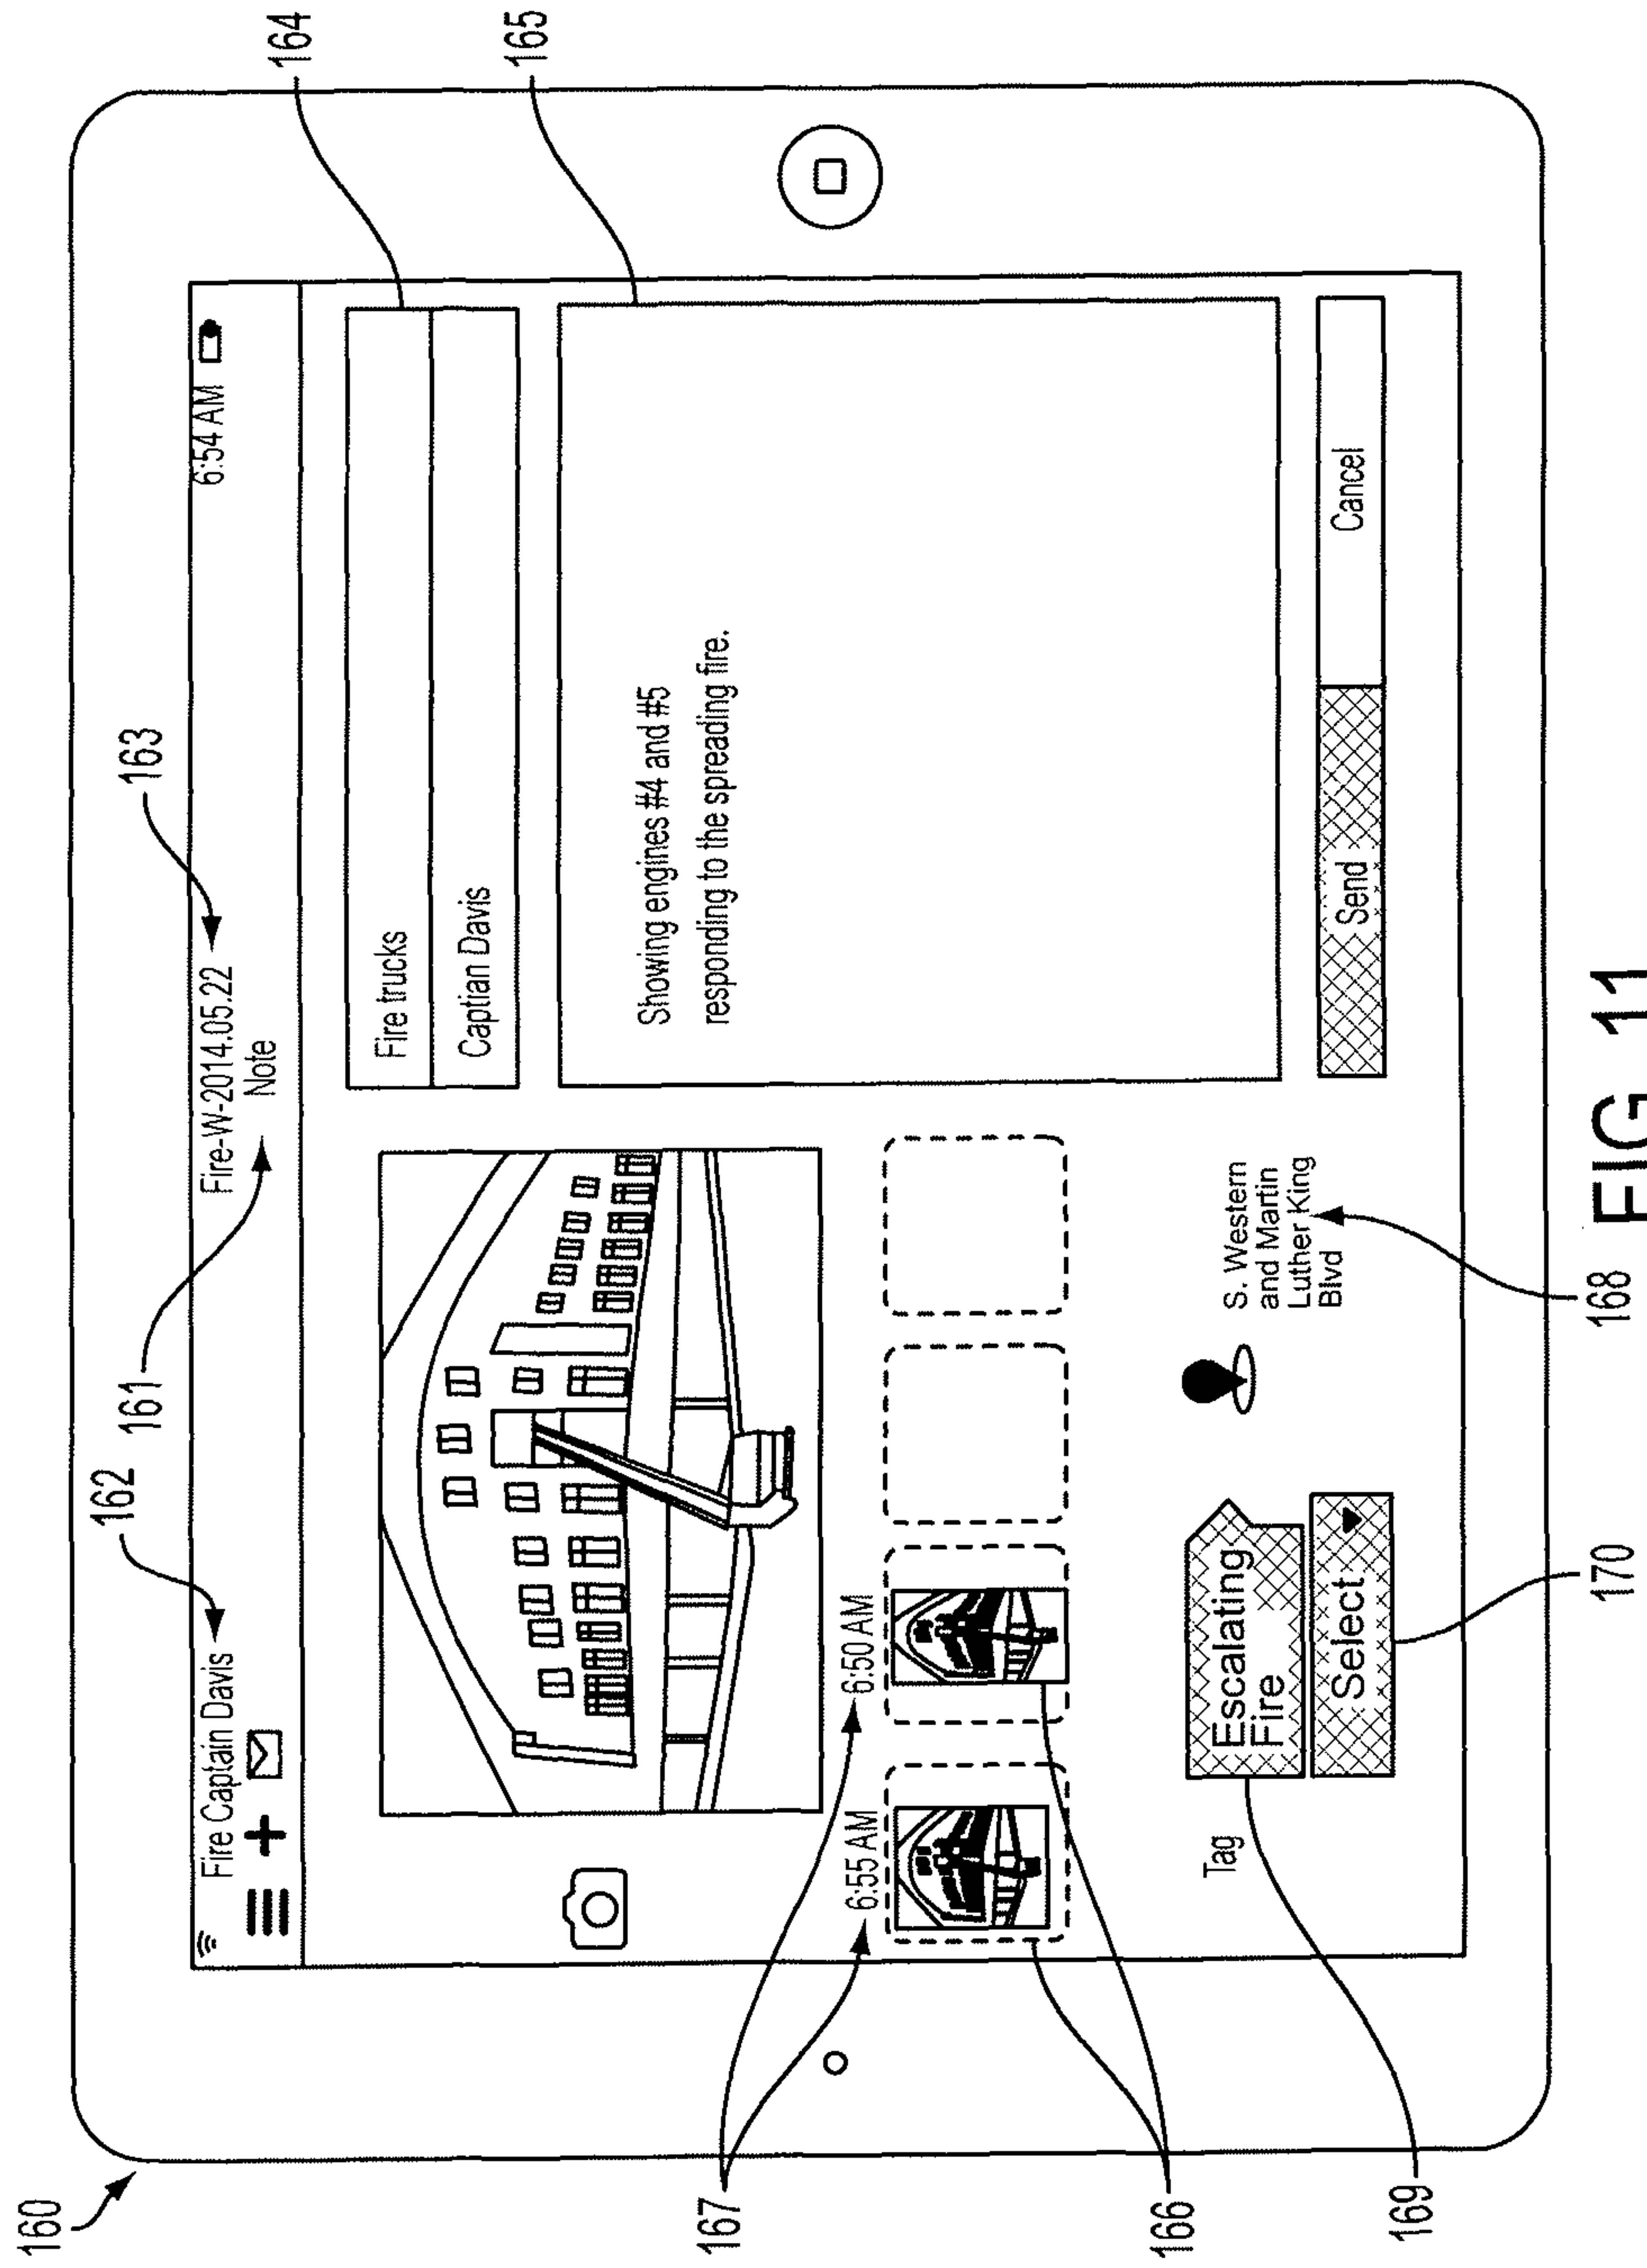 160
162
161
163
164
165
Fire Captain Davis
Fire-W-2014.05.22
6:54 AM
Note
Fire trucks
Captian Davis
Showing engines #4 and #5
responding to the spreading fire.
167
6:55 AM
6:50 AM
166
Tag
Escalating
Fire
Select
S. Western
and Martin
Luther King
Blvd
Send
Cancel
169
170
168
FIG. 11